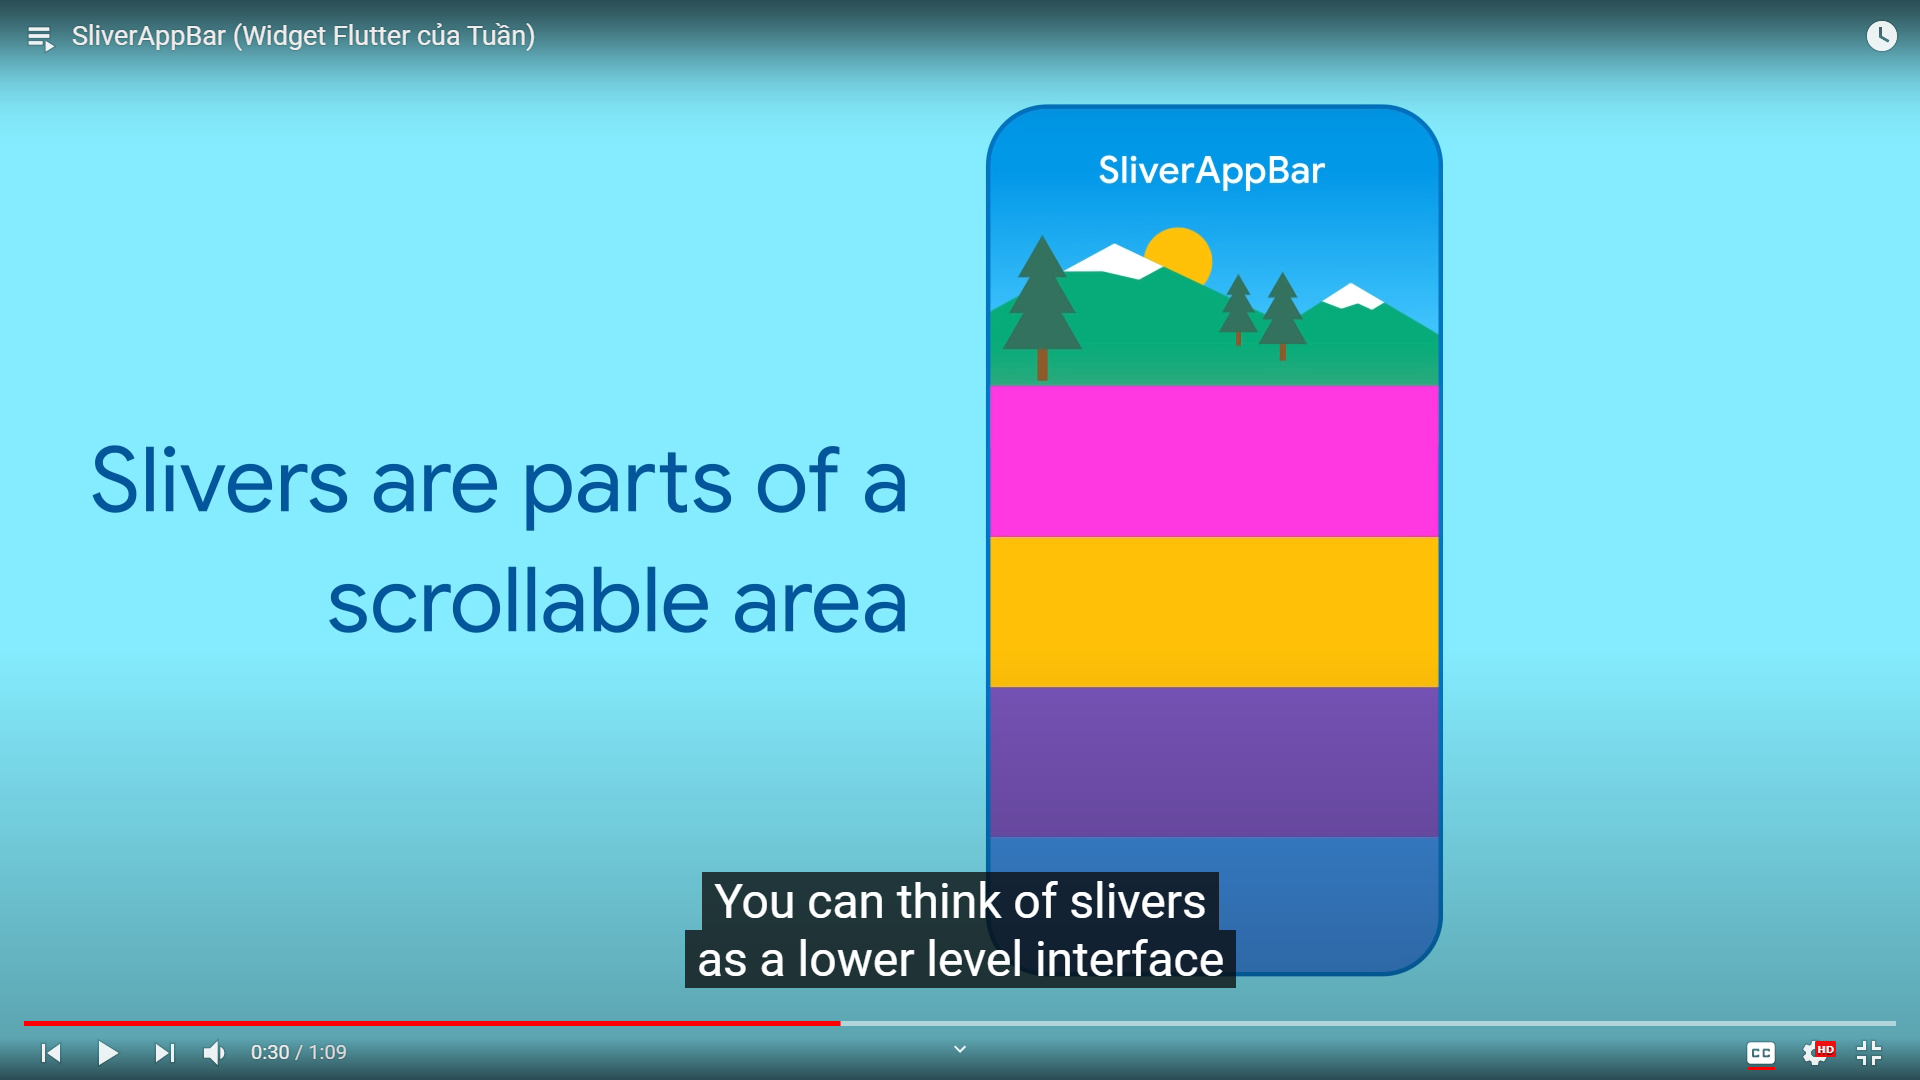 SliverAppBar (Widget Flutter của Tuần)
SliverAppBar
Slivers are parts of a
scrollable area
You can think of slivers
as a lower level interface
0:30 / 1:09
CC
HD